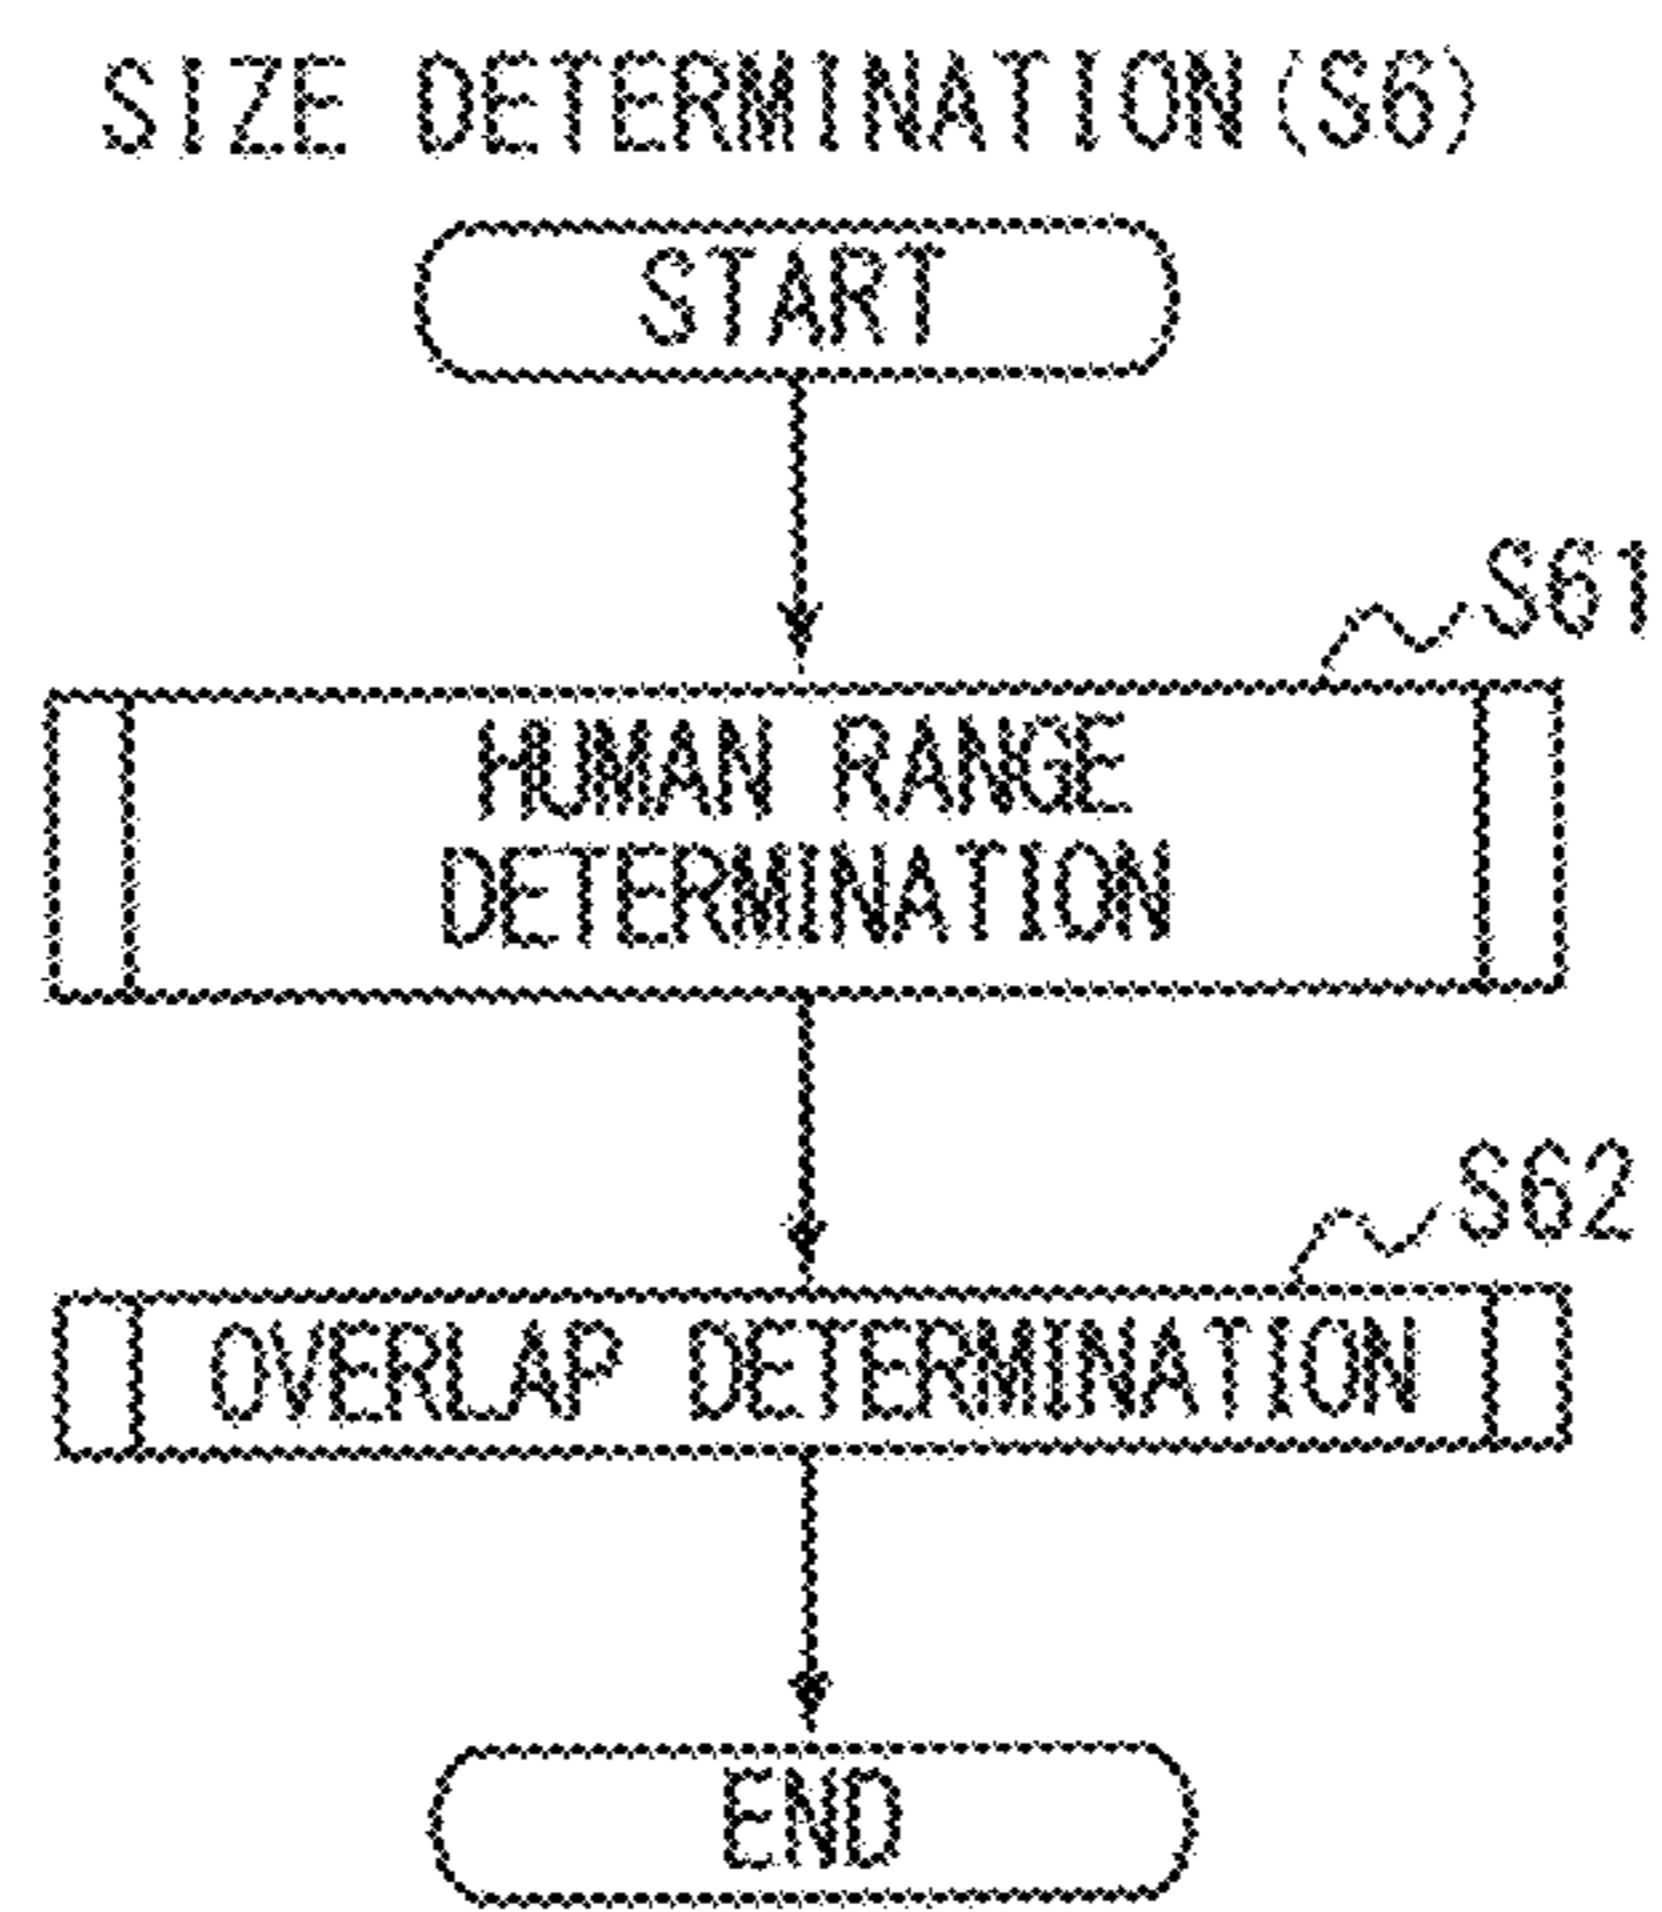 SIZE DETERMINATION(S6)
START
S61
HUMAN RANGE
DETERMINATION
S62
OVERLAP DETERMINATION
END